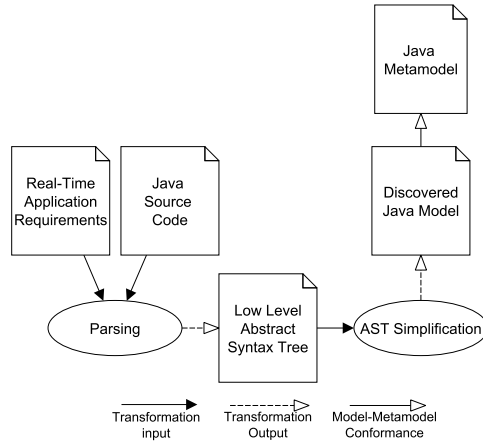 Java
Metamodel
Real-Time
Application
Requirements
Java
Source
Code
Discovered
Java Model
Parsing
Low Level
Abstract
Syntax Tree
AST Simplification
Transformation
input
Transformation
Output
Model-Metamodel
Conformance